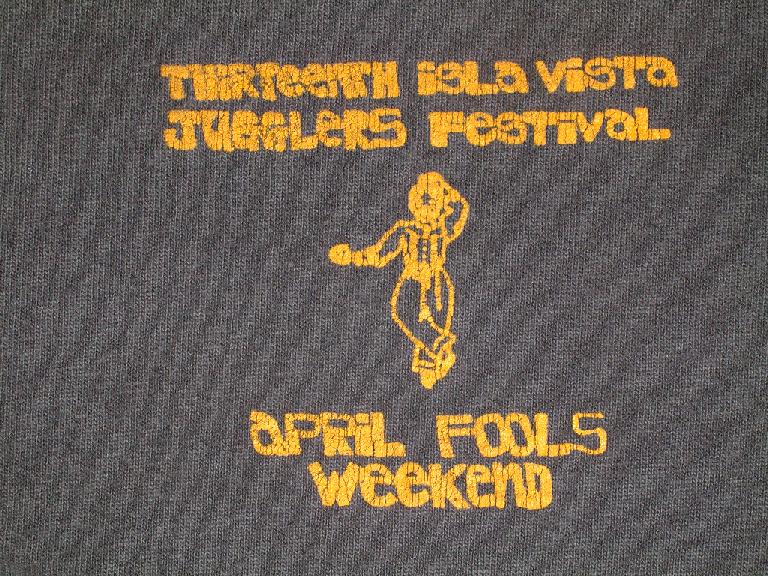 THIRTEENTH ISLA VISTA
JUGGLERS FESTIVAL
APRIL FOOLS
WEEKEND